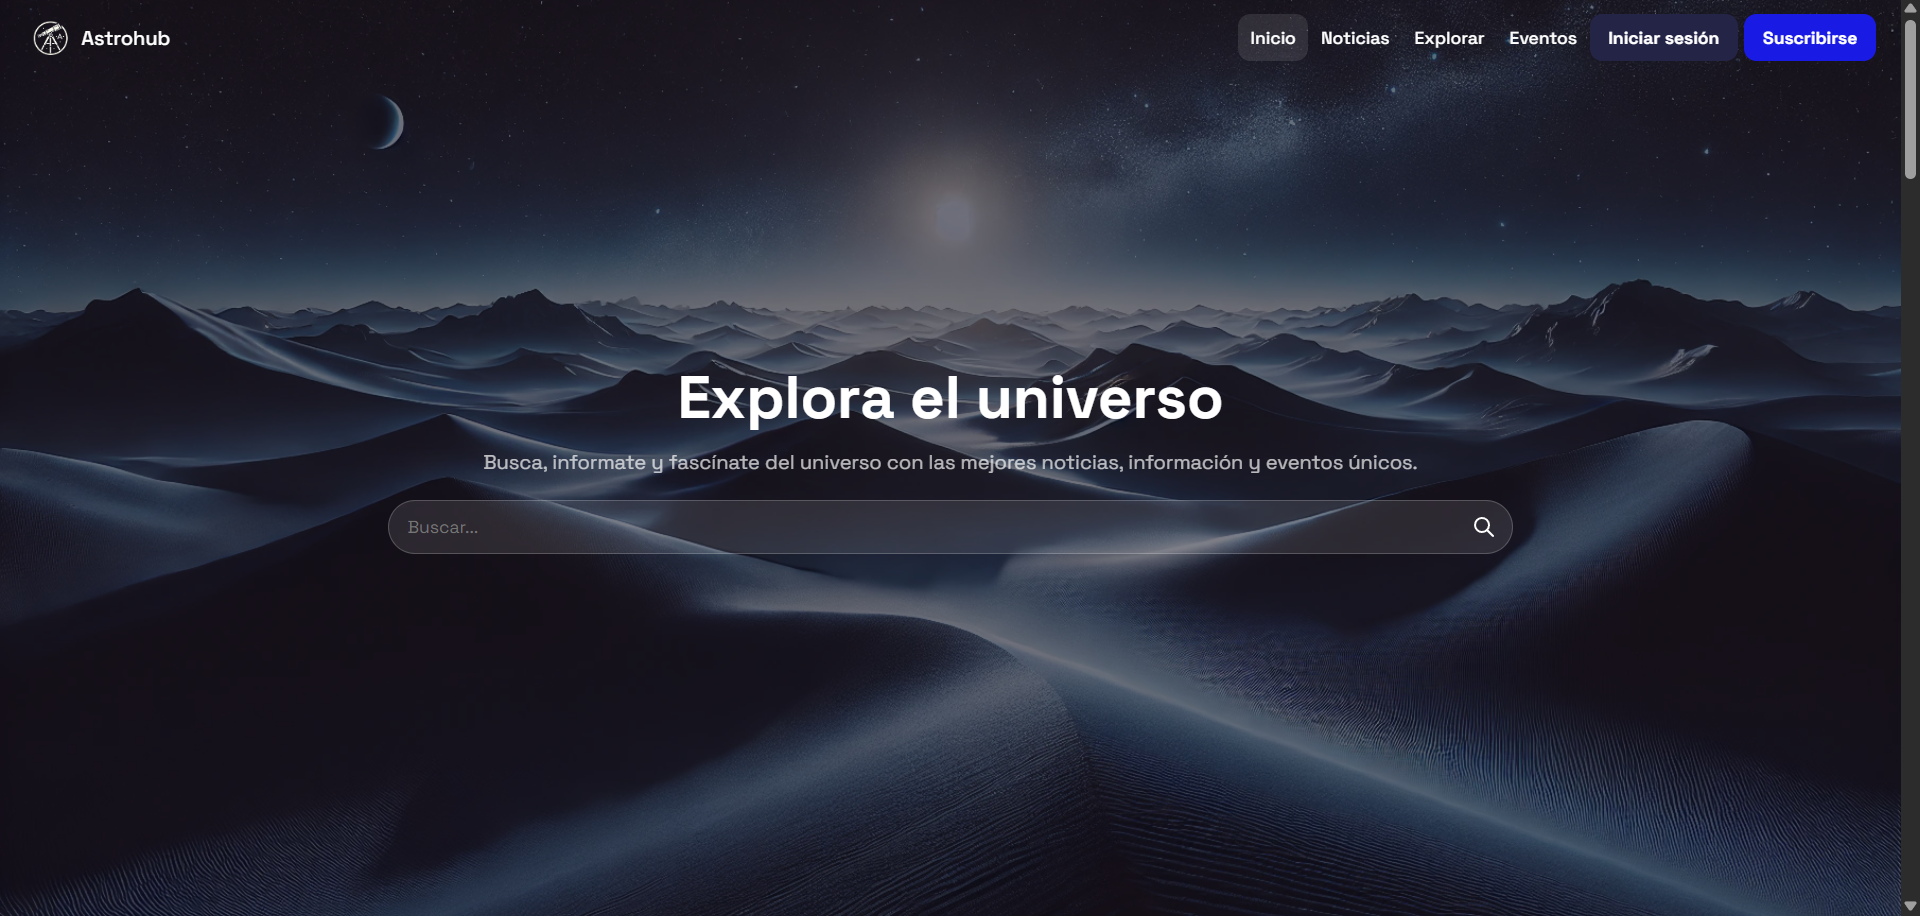 Astrohub
Inicio Noticias Explorar Eventos Iniciar sesión Suscribirse
Explora el universo
Busca, informate y fascínate del universo con las mejores noticias, información y eventos únicos.
Buscar...